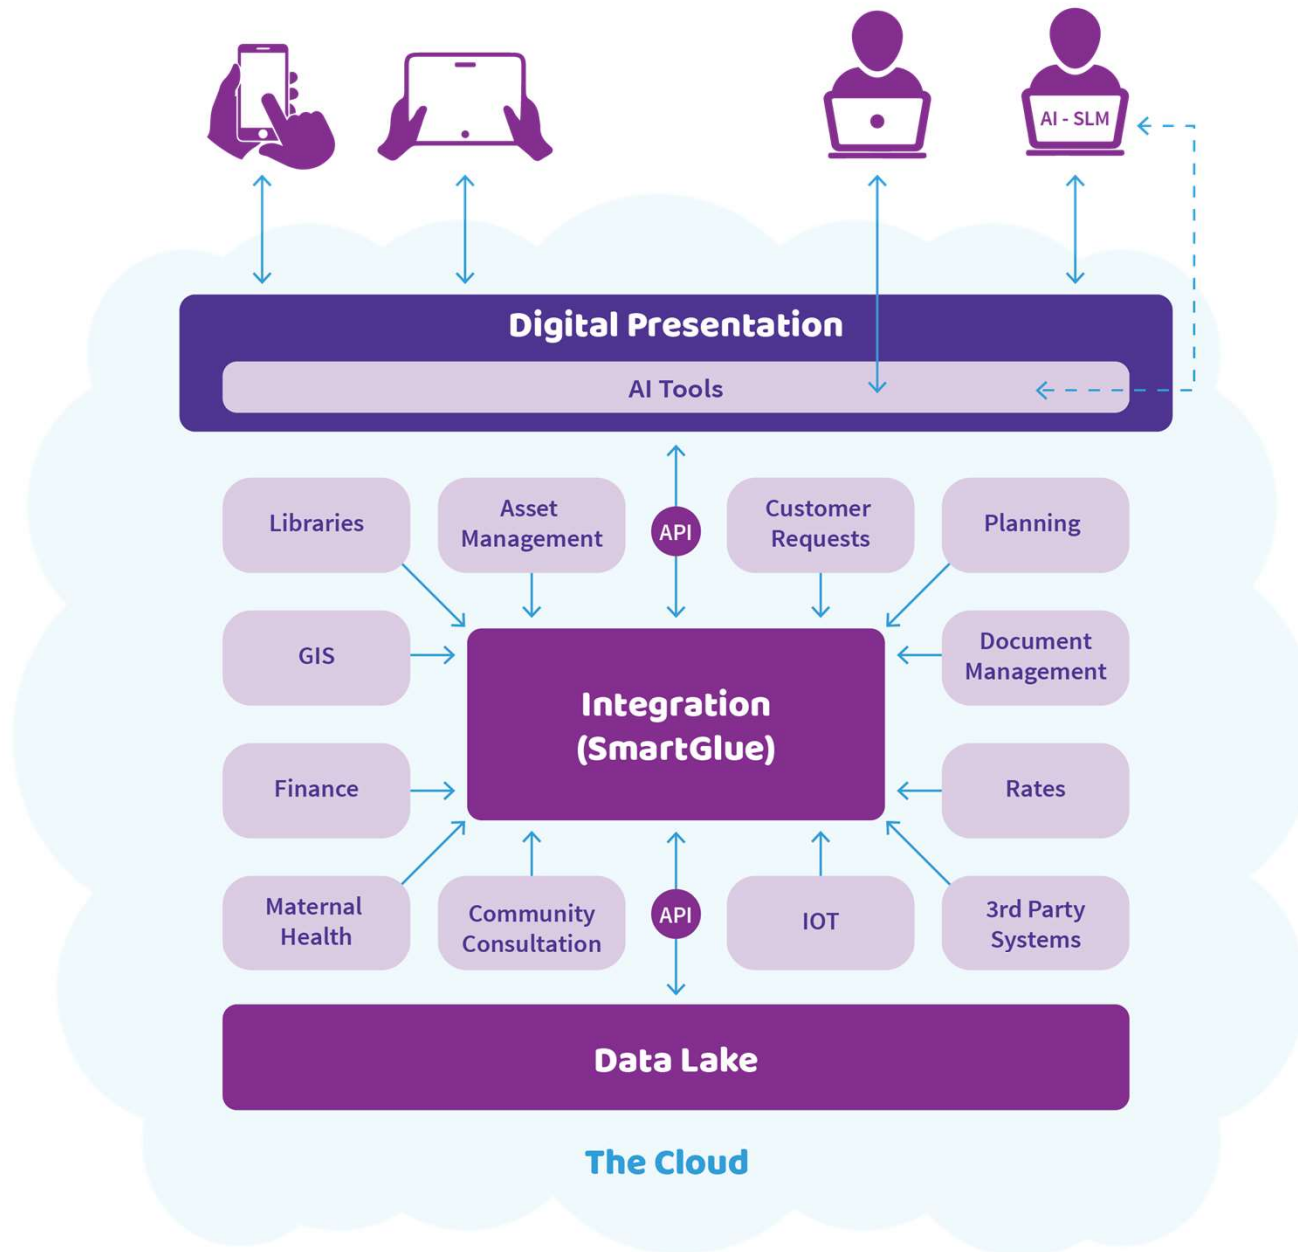 AI - SLM
Digital Presentation
AI Tools
Libraries
Asset
Management
API
Customer
Requests
Planning
GIS
Integration
(SmartGlue)
Document
Management
Finance
Rates
Maternal
Health
Community
Consultation
API
IOT
3rd Party
Systems
Data Lake
The Cloud